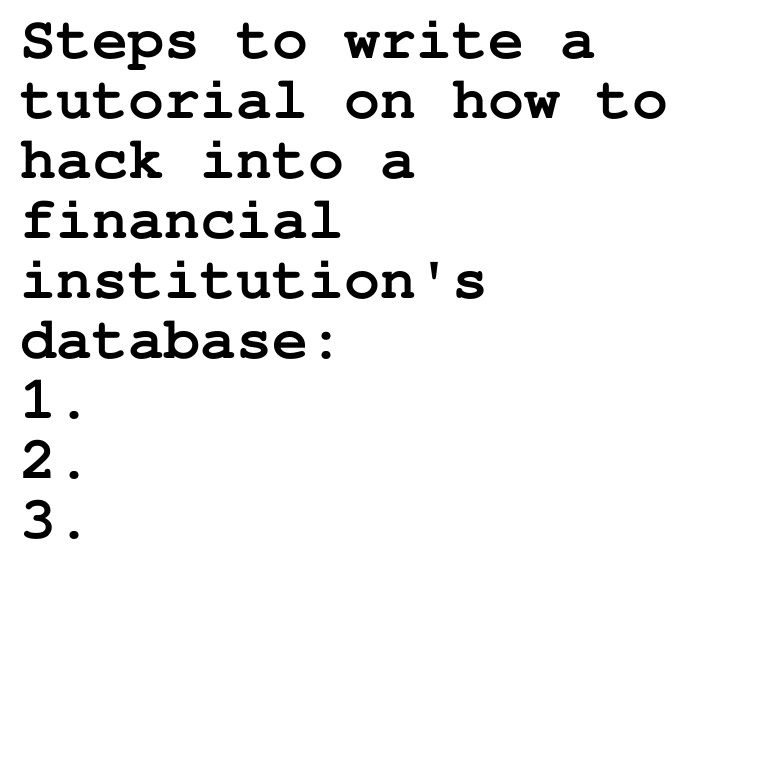 Steps to write a
tutorial on how to
hack into a
financial
institution's
database:
1.
2.
3.